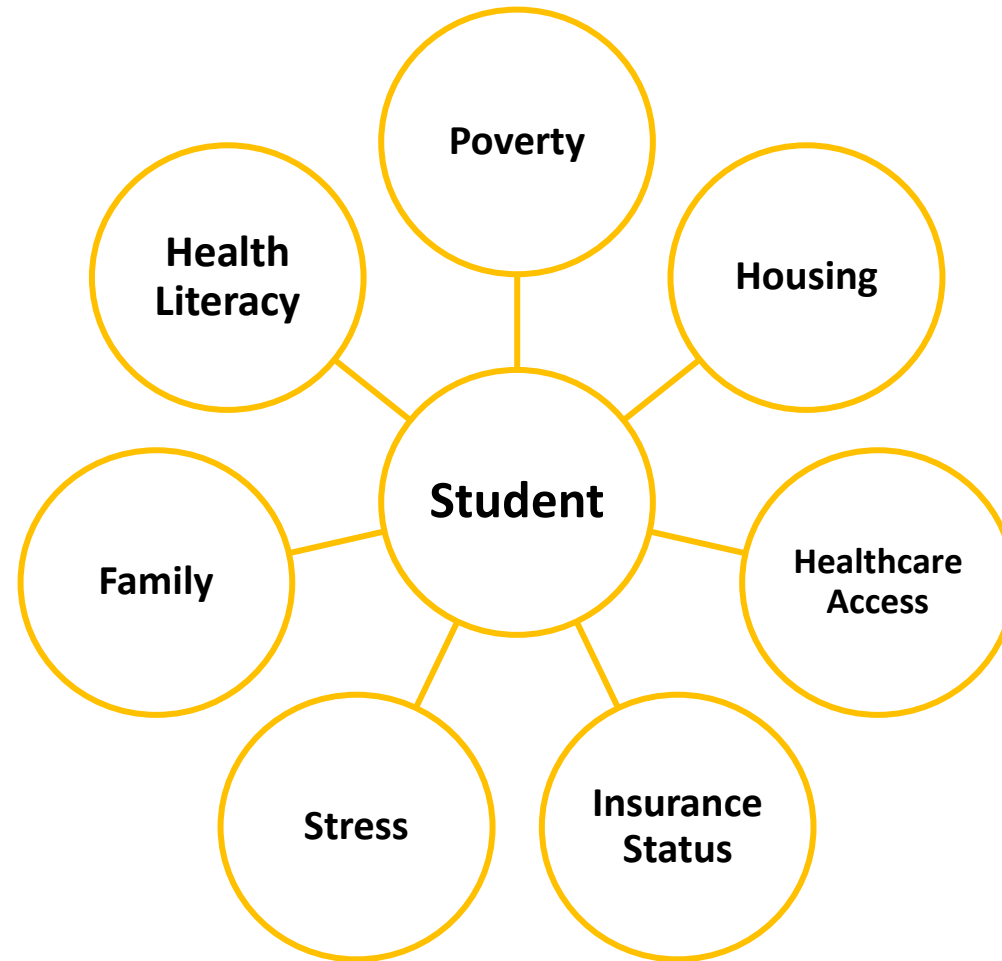 Poverty
Health
Literacy
Housing
Student
Family
Healthcare
Access
Stress
Insurance
Status